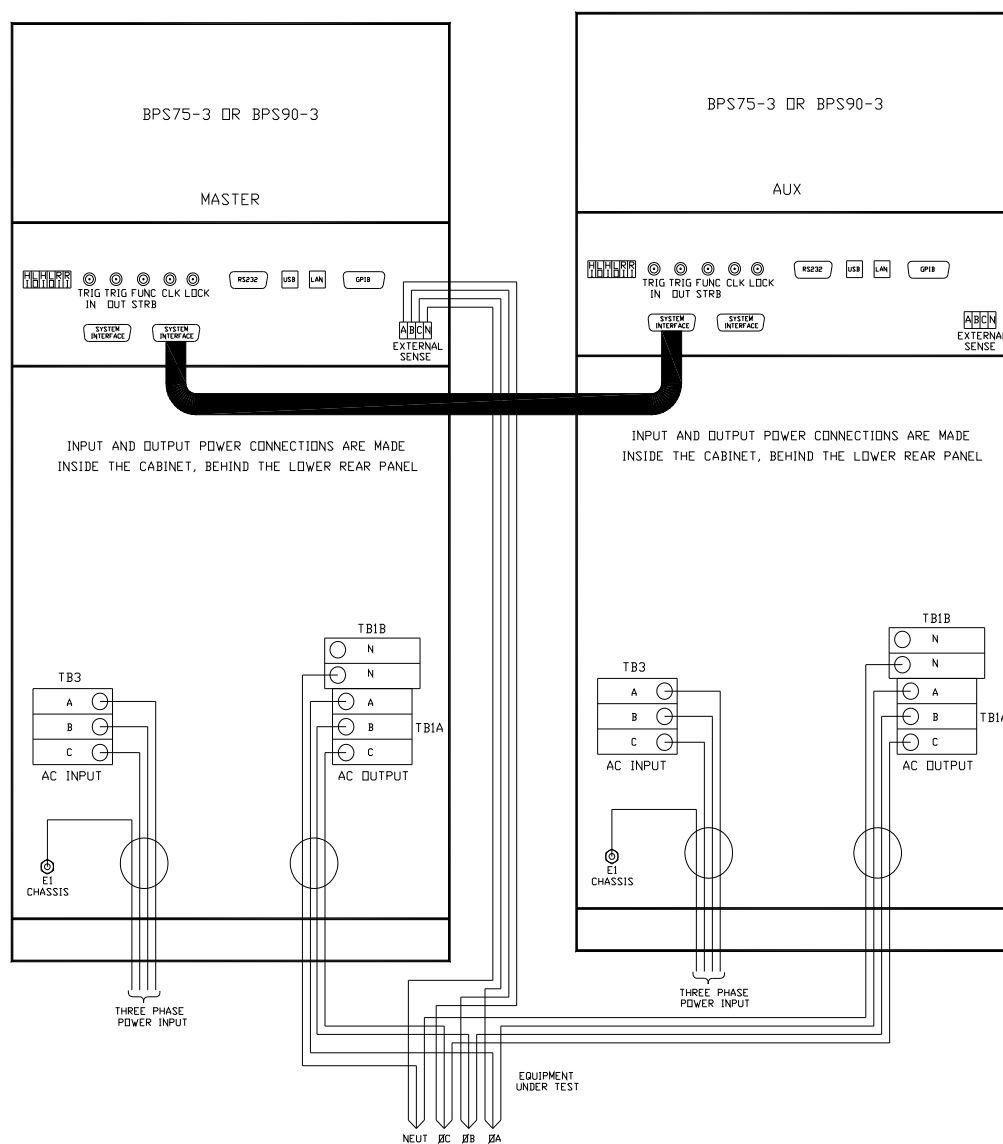 BPS75-3 OR BPS90-3
MASTER
H L H L R R
I O I O I I
TRIG IN
TRIG OUT
FUNC STRB
CLK
LOCK
RS232
USB
LAN
GPIB
SYSTEM INTERFACE
SYSTEM INTERFACE
A B C N
EXTERNAL
SENSE
INPUT AND OUTPUT POWER CONNECTIONS ARE MADE
INSIDE THE CABINET, BEHIND THE LOWER REAR PANEL
TB1B
N
N
TB3
A
B
C
AC INPUT
A
B
C
TB1A
AC OUTPUT
E1
CHASSIS
THREE PHASE
POWER INPUT
BPS75-3 OR BPS90-3
AUX
TRIG IN
TRIG OUT
FUNC STRB
CLK
LOCK
RS232
USB
LAN
GPIB
SYSTEM INTERFACE
SYSTEM INTERFACE
A B C N
EXTERNAL
SENSE
INPUT AND OUTPUT POWER CONNECTIONS ARE MADE
INSIDE THE CABINET, BEHIND THE LOWER REAR PANEL
TB1B
N
N
TB3
A
B
C
AC INPUT
A
B
C
TB1A
AC OUTPUT
E1
CHASSIS
THREE PHASE
POWER INPUT
EQUIPMENT
UNDER TEST
NEUT ØC ØB ØA